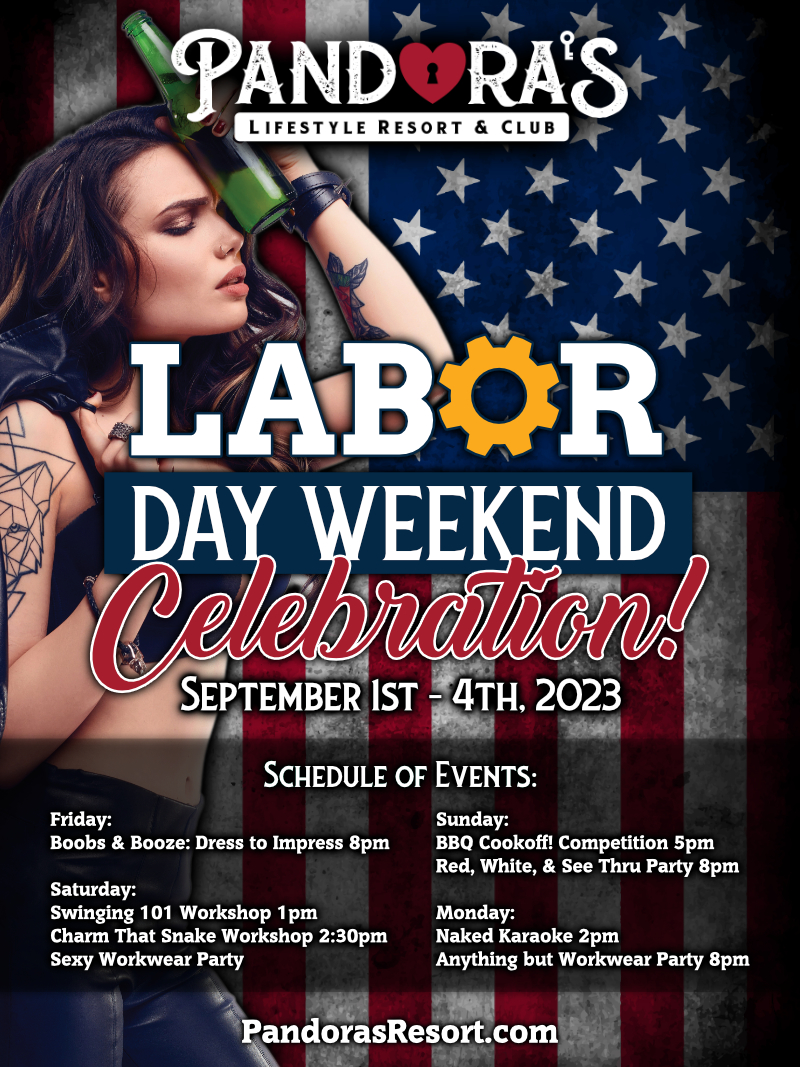 PANDORA'S
LIFESTYLE RESORT & CLUB
LABOR
DAY WEEKEND
Celebration!
SEPTEMBER 1ST - 4TH, 2023
SCHEDULE OF EVENTS:
Friday:
Boobs & Booze: Dress to Impress 8pm
Saturday:
Swinging 101 Workshop 1pm
Charm That Snake Workshop 2:30pm
Sexy Workwear Party
Sunday:
BBQ Cookoff! Competition 5pm
Red, White, & See Thru Party 8pm
Monday:
Naked Karaoke 2pm
Anything but Workwear Party 8pm
PandorasResort.com